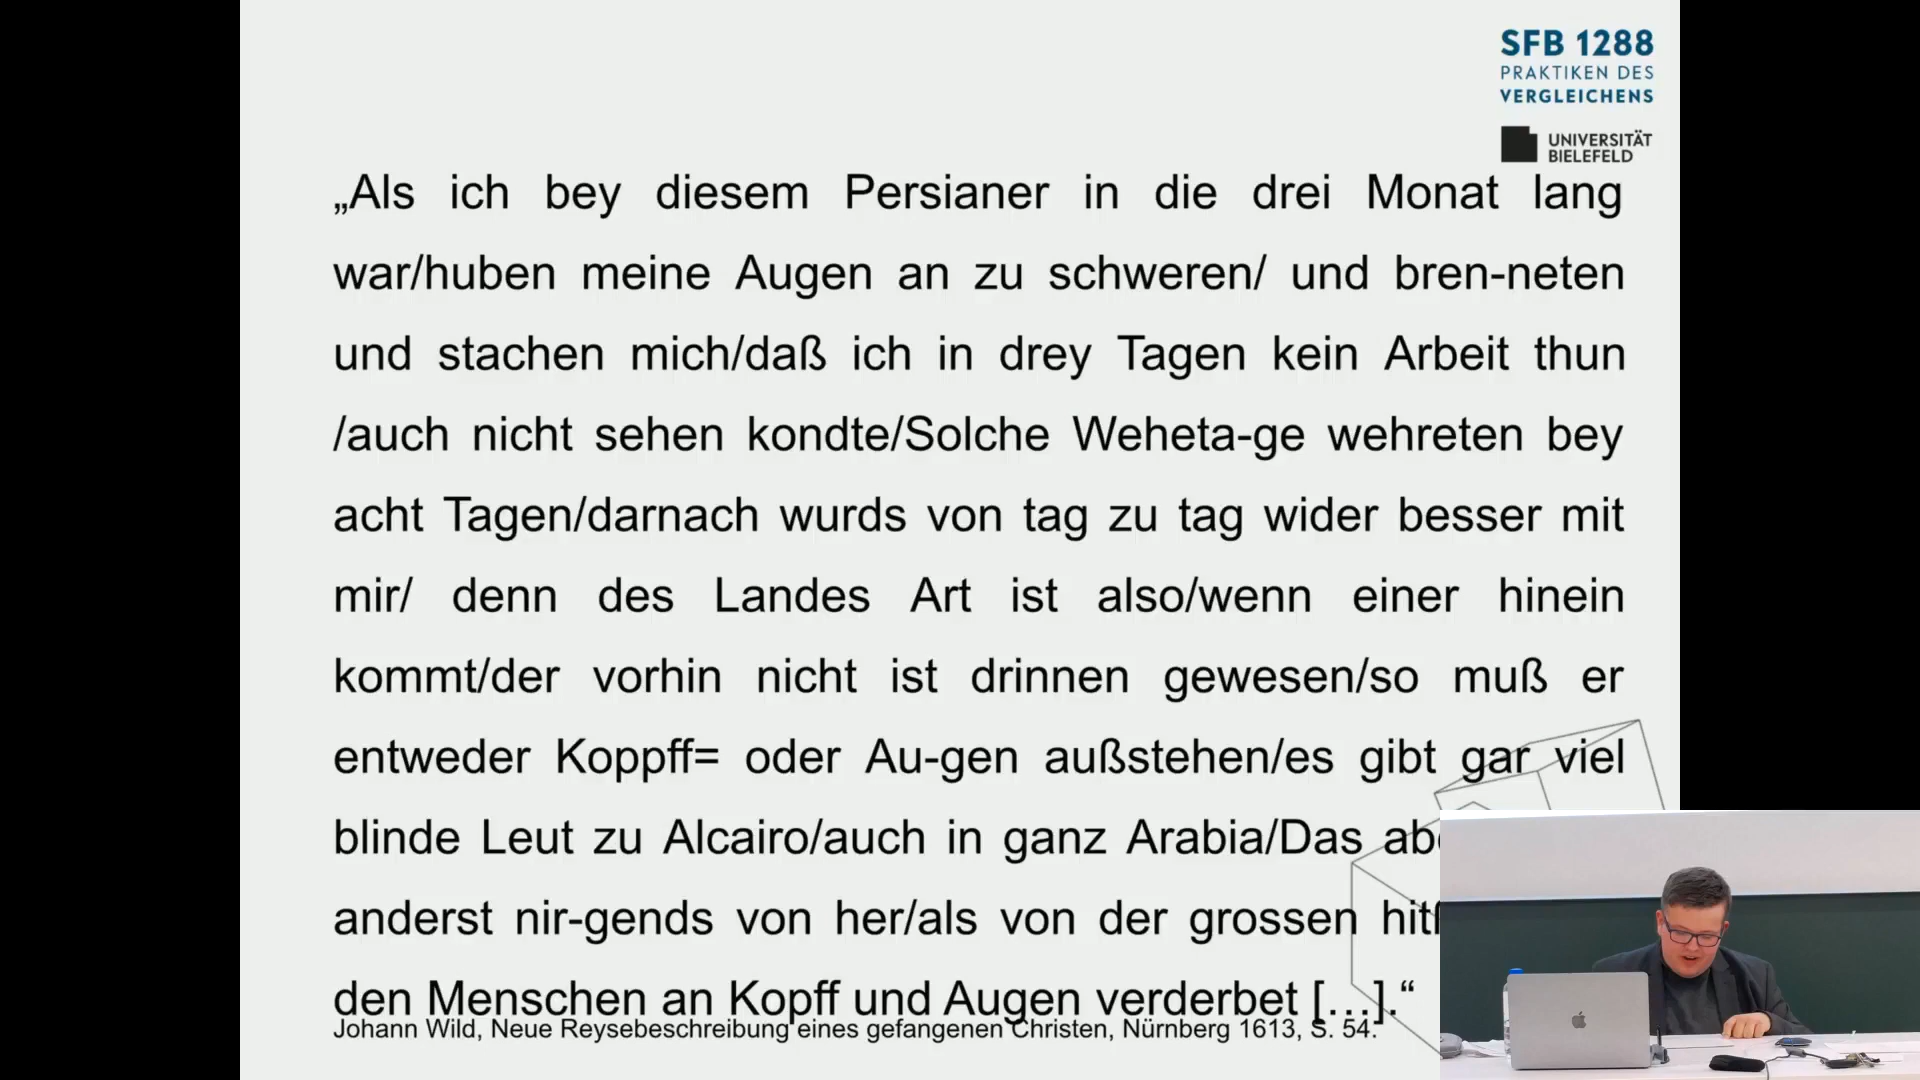 SFB 1288
PRAKTIKEN DES
VERGLEICHENS
UNIVERSITÄT
BIELEFELD
„Als ich bey diesem Persianer in die drei Monat lang
war/huben meine Augen an zu schweren/ und bren-neten
und stachen mich/daß ich in drey Tagen kein Arbeit thun
/auch nicht sehen kondte/Solche Weheta-ge wehreten bey
acht Tagen/darnach wurds von tag zu tag wider besser mit
mir/ denn des Landes Art ist also/wenn einer hinein
kommt/der vorhin nicht ist drinnen gewesen/so muß er
entweder Koppff= oder Au-gen außstehen/es gibt gar viel
blinde Leut zu Alcairo/auch in ganz Arabia/Das
anderst nir-gends von her/als von der grossen
den Menschen an Kopff und Augen verderbet [...].“
Johann Wild, Neue Reysebeschreibung eines gefangenen Christen, Nürnberg 1613, S. 54.